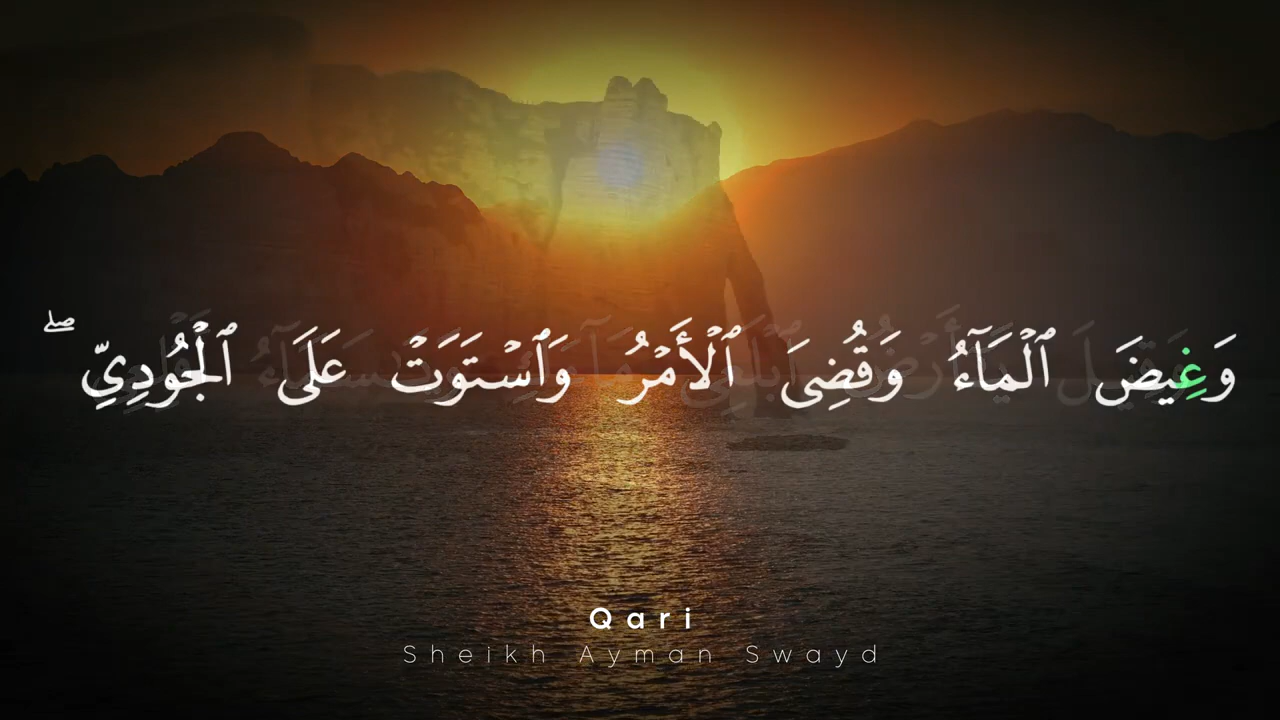 وَغِيضَ ٱلْمَآءُ وَقُضِىَ ٱلْأَمْرُ وَٱسْتَوَتْ عَلَى ٱلْجُودِىِّ ۖ
Qari
Sheikh Ayman Swayd